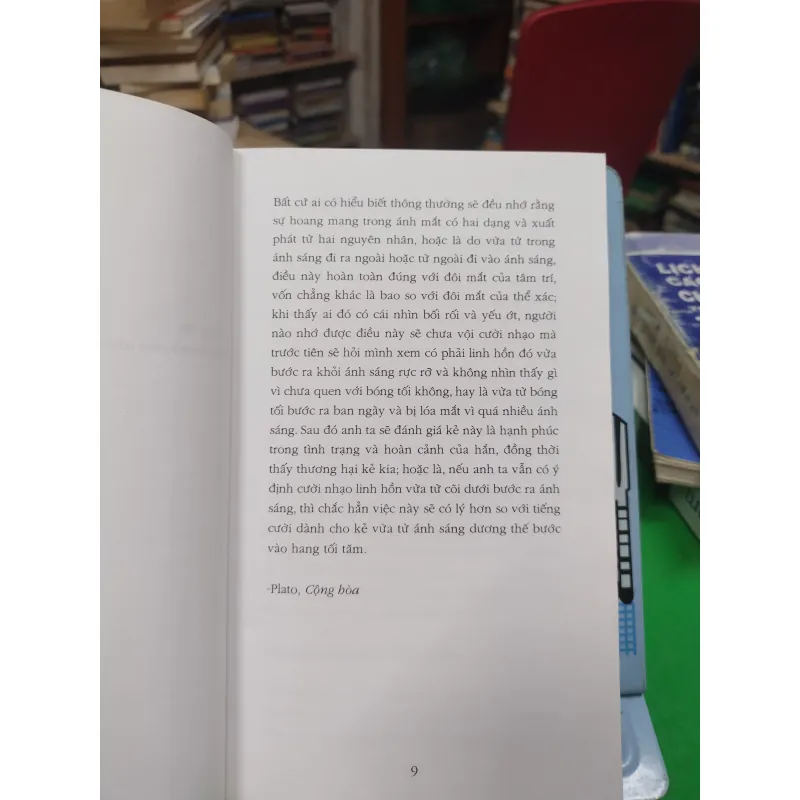 Bất cứ ai có hiểu biết thông thường sẽ đều nhớ rằng
sự hoang mang trong ánh mắt có hai dạng và xuất
phát từ hai nguyên nhân, hoặc là do vừa từ trong
ánh sáng đi ra ngoài hoặc từ ngoài đi vào ánh sáng,
điều này hoàn toàn đúng với đôi mắt của tâm trí,
vốn chẳng khác là bao so với đôi mắt của thể xác;
khi thấy ai đó có cái nhìn bối rối và yếu ớt, người
nào nhớ được điều này sẽ chưa vội cười nhạo mà
trước tiên sẽ hỏi mình xem có phải linh hồn đó vừa
bước ra khỏi ánh sáng rực rỡ và không nhìn thấy gì
vì chưa quen với bóng tối không, hay là vừa từ bóng
tối bước ra ban ngày và bị lóa mắt vì quá nhiều ánh
sáng. Sau đó anh ta sẽ đánh giá kẻ này là hạnh phúc
trong tình trạng và hoàn cảnh của hắn, đồng thời
thấy thương hại kẻ kia; hoặc là, nếu anh ta vẫn có ý
định cười nhạo linh hồn vừa từ cõi dưới bước ra ánh
sáng, thì chắc hẳn việc này sẽ có lý hơn so với tiếng
cười dành cho kẻ vừa từ ánh sáng dương thế bước
vào hang tối tăm.
-Plato, Cộng hòa
9
LỊCH
CÁC